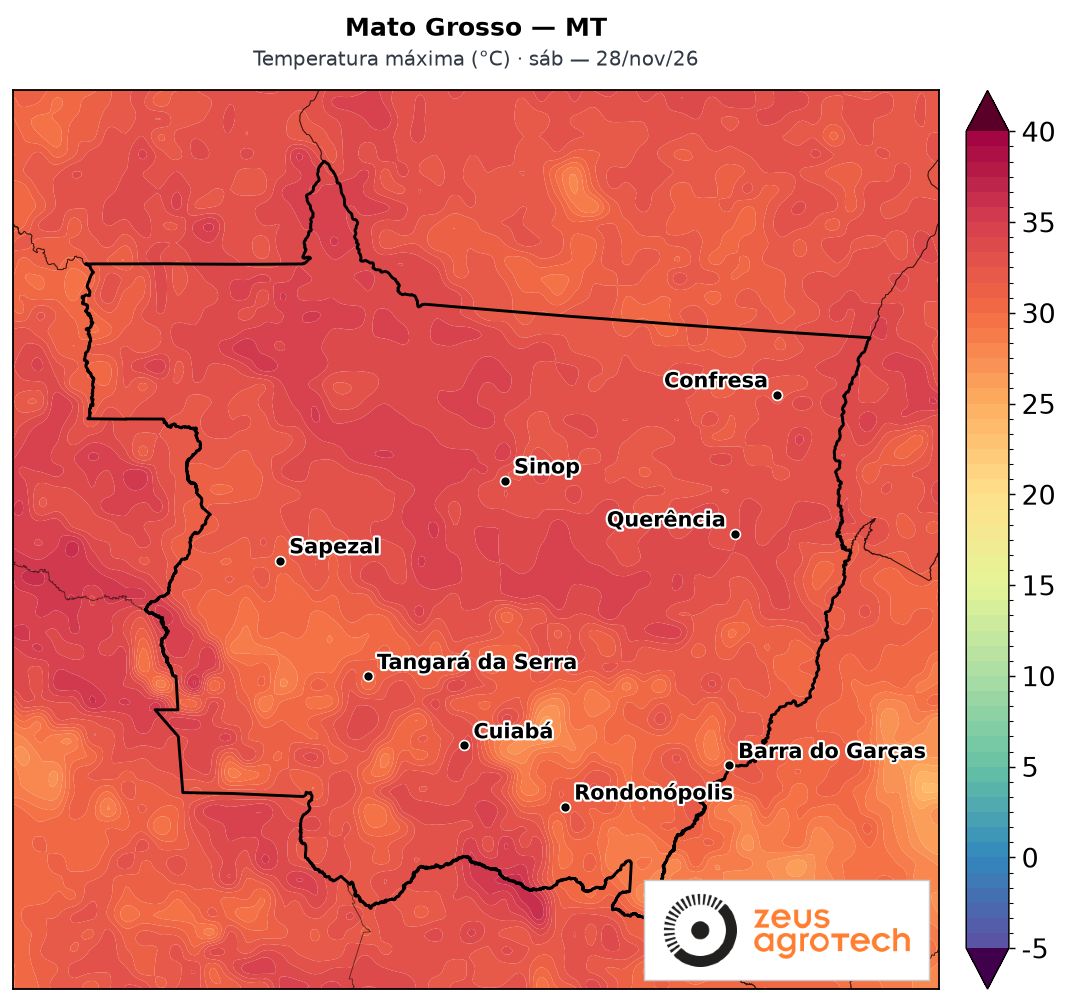 Mato Grosso — MT
Temperatura máxima (°C) · sáb — 28/nov/26
40
35
30
25
20
15
10
5
0
-5
Confresa
Sinop
Querência
Sapezal
Tangará da Serra
Cuiabá
Barra do Garças
Rondonópolis
zeus
agrotech